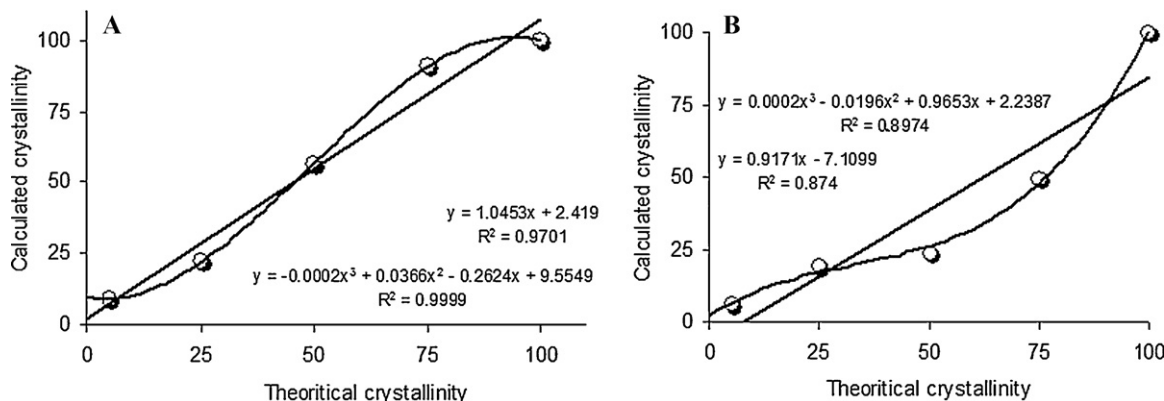 A
Calculated crystallinity
100
75
50
25
0
y = 1.0453x + 2.419
R² = 0.9701
y = -0.0002x³ + 0.0366x² - 0.2624x + 9.5549
R² = 0.9999
0 25 50 75 100
Theoritical crystallinity
B
Calculated crystallinity
100
75
50
25
0
y = 0.0002x³ - 0.0196x² + 0.9653x + 2.2387
R² = 0.8974
y = 0.9171x - 7.1099
R² = 0.874
0 25 50 75 100
Theoritical crystallinity